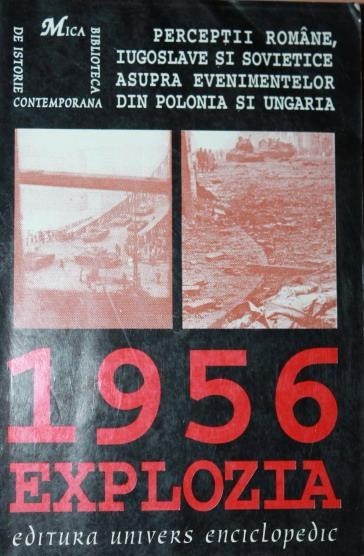 MICA
BIBLIOTECA
DE ISTORIE
CONTEMPORANA
PERCEPȚII ROMÂNE,
IUGOSLAVE ȘI SOVIETICE
ASUPRA EVENIMENTELOR
DIN POLONIA ȘI UNGARIA
1956
EXPLOZIA
editura univers enciclopedic